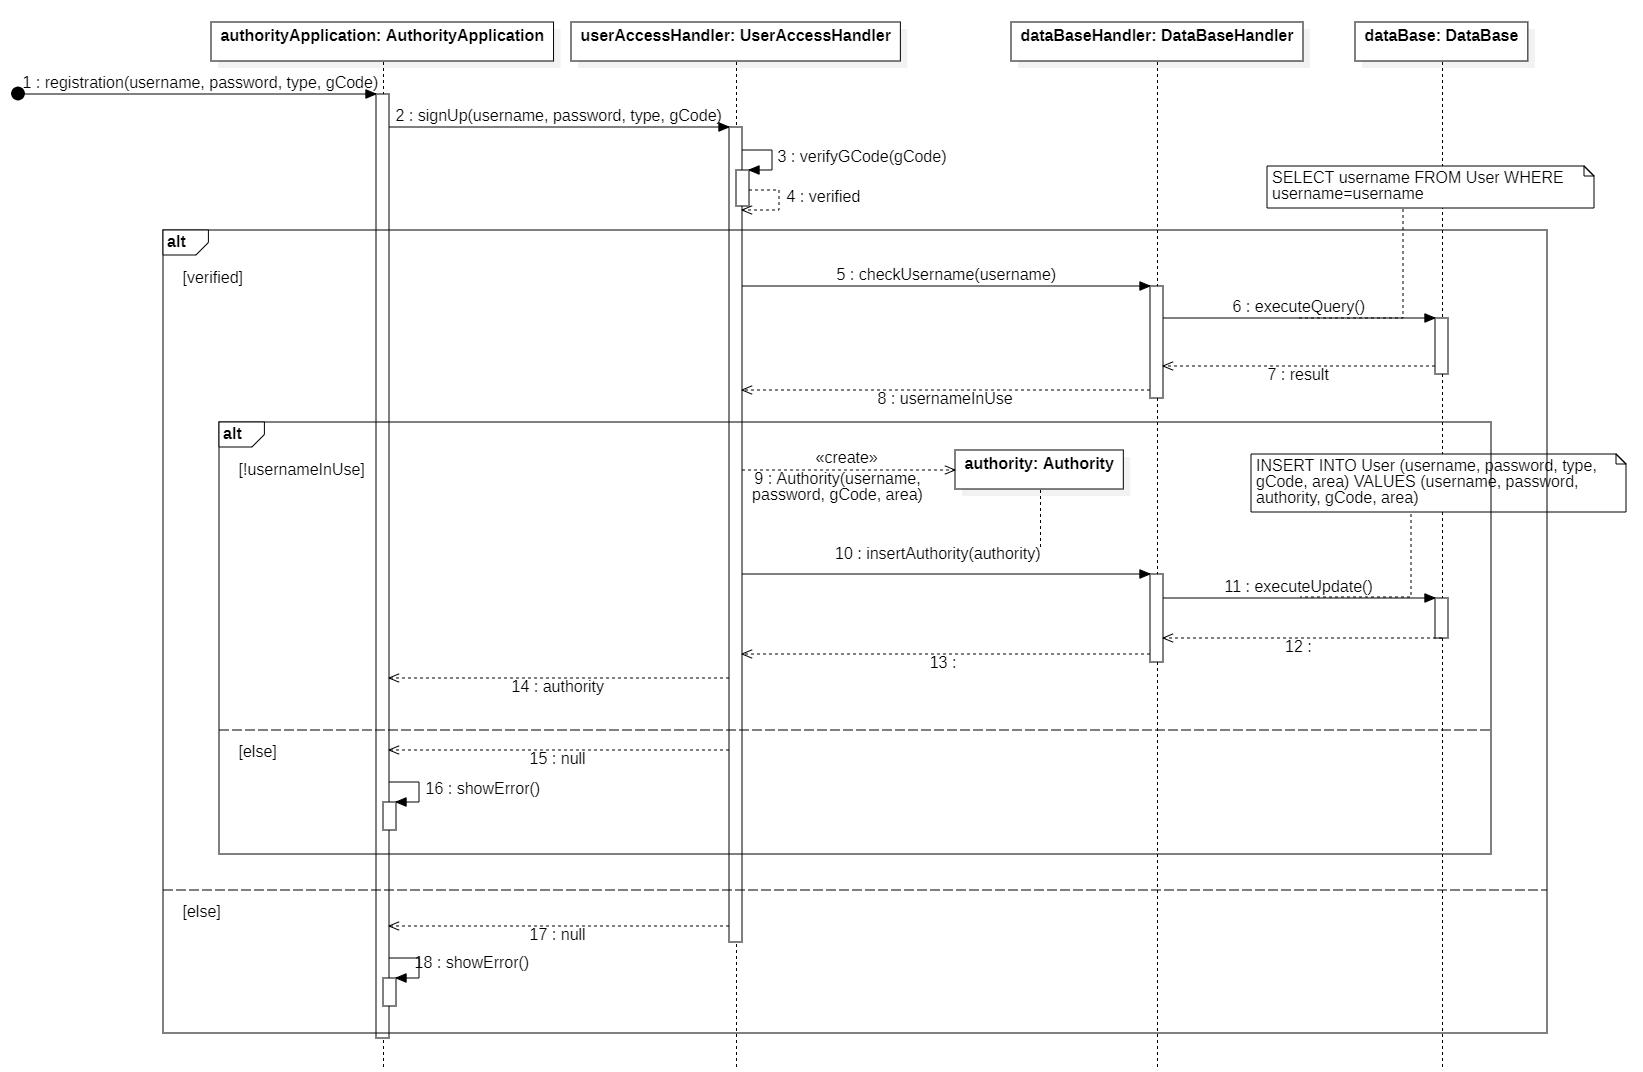 authorityApplication: AuthorityApplication
userAccessHandler: UserAccessHandler
dataBaseHandler: DataBaseHandler
dataBase: DataBase
1 : registration(username, password, type, gCode)
2 : signUp(username, password, type, gCode)
3 : verifyGCode(gCode)
4 : verified
SELECT username FROM User WHERE
username=username
alt
[verified]
5 : checkUsername(username)
6 : executeQuery()
7 : result
8 : usernameInUse
alt
[!usernameInUse]
«create»
9 : Authority(username,
password, gCode, area)
authority: Authority
INSERT INTO User (username, password, type,
gCode, area) VALUES (username, password,
authority, gCode, area)
10 : insertAuthority(authority)
11 : executeUpdate()
12 :
13 :
14 : authority
[else]
15 : null
16 : showError()
[else]
17 : null
18 : showError()